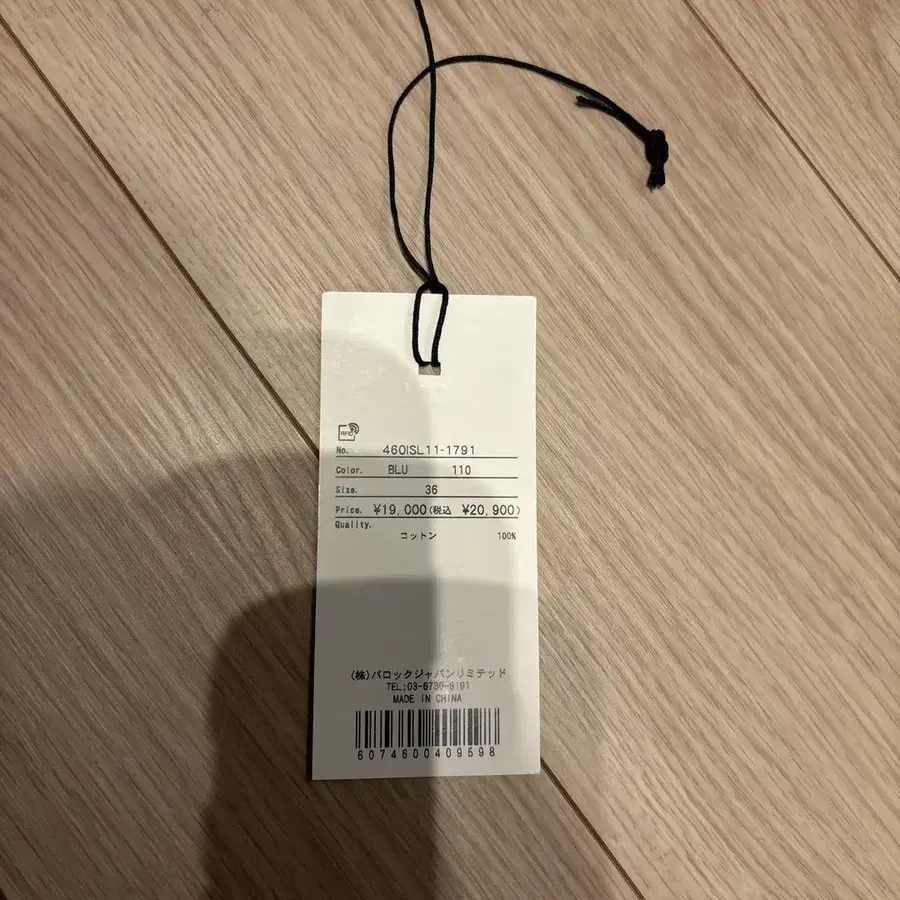 RFID
No. 460ISL11-1791
Color. BLU 110
Size. 36
Price. ¥19,000(税込 ¥20,900)
Quality.
コットン 100%
(株)バロックジャパンリミテッド
TEL:03-6730-9191
MADE IN CHINA
6074600409598